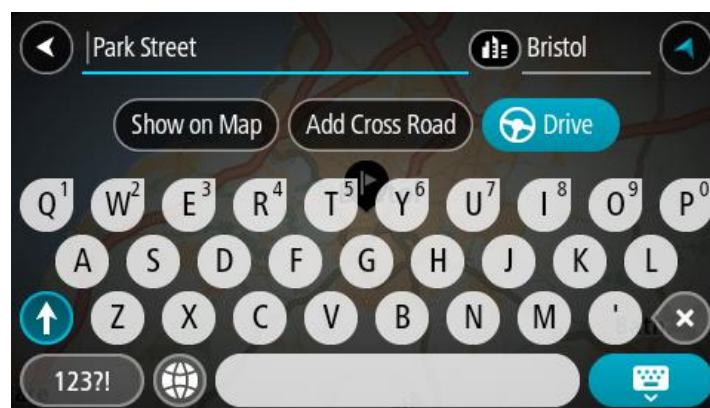 Park Street Bristol
Show on Map Add Cross Road Drive
Q1 W2 E3 R4 T5 Y6 U7 I8 O9 P0
A S D F G H J K L
Z X C V B N M '
123?!